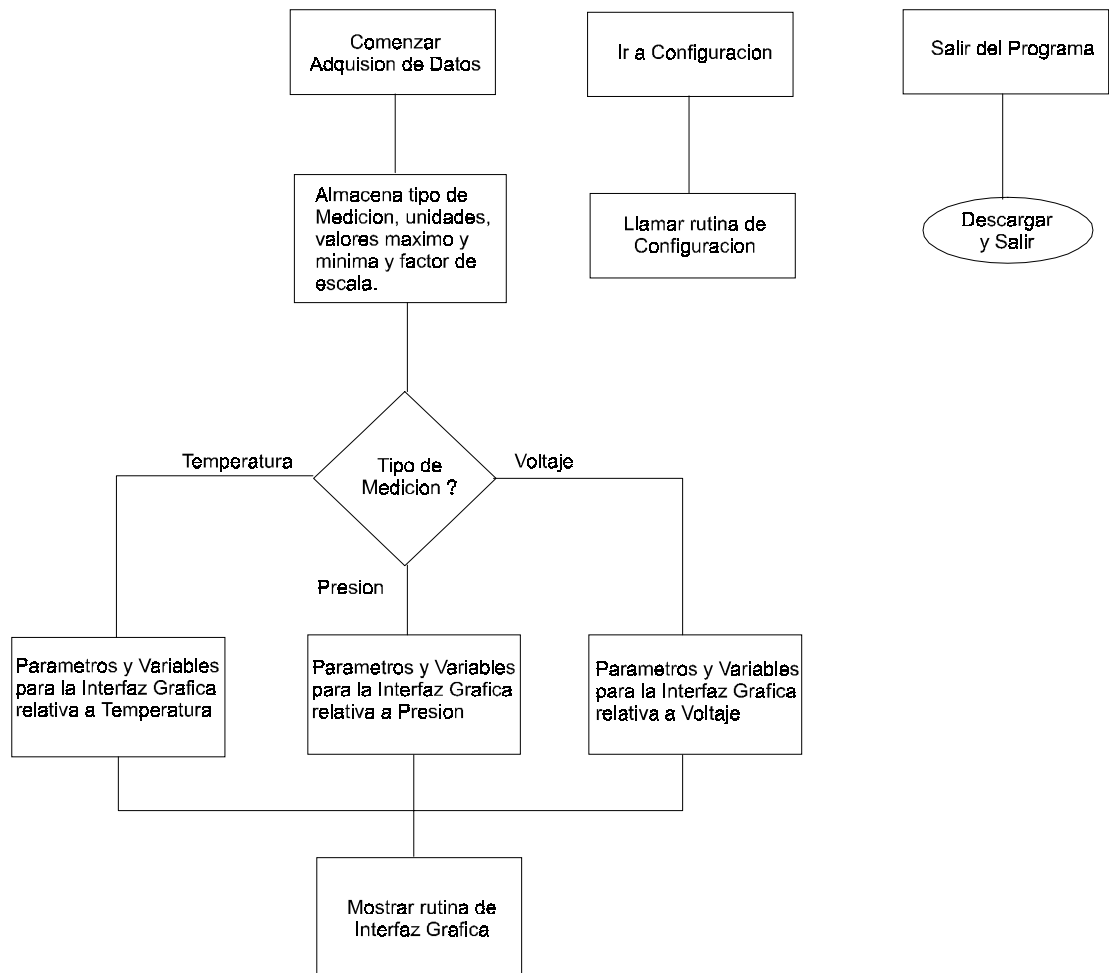 Comenzar
Adquision de Datos
Ir a Configuracion
Salir del Programa
Almacena tipo de
Medicion, unidades,
valores maximo y
minima y factor de
escala.
Llamar rutina de
Configuracion
Descargar
y Salir
Temperatura
Tipo de
Medicion ?
Voltaje
Presion
Parametros y Variables
para la Interfaz Grafica
relativa a Temperatura
Parametros y Variables
para la Interfaz Grafica
relativa a Presion
Parametros y Variables
para la Interfaz Grafica
relativa a Voltaje
Mostrar rutina de
Interfaz Grafica